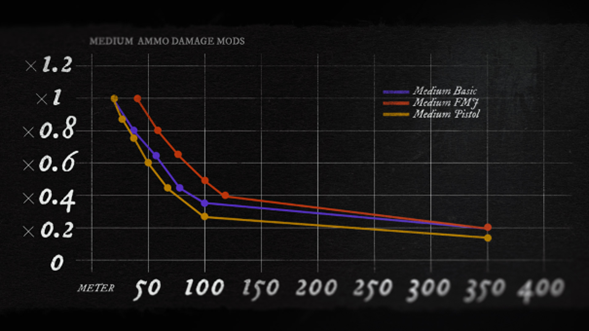 MEDIUM AMMO DAMAGE MODS
× 1.2
× 1
× 0.8
× 0.6
× 0.4
× 0.2
0
Medium Basic
Medium FMJ
Medium Pistol
METER 50 100 150 200 250 300 350 400